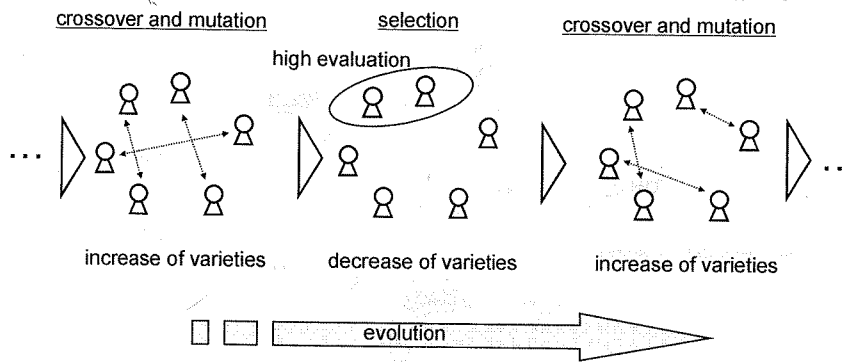 crossover and mutation
selection
crossover and mutation
high evaluation
...
..
increase of varieties
decrease of varieties
increase of varieties
evolution